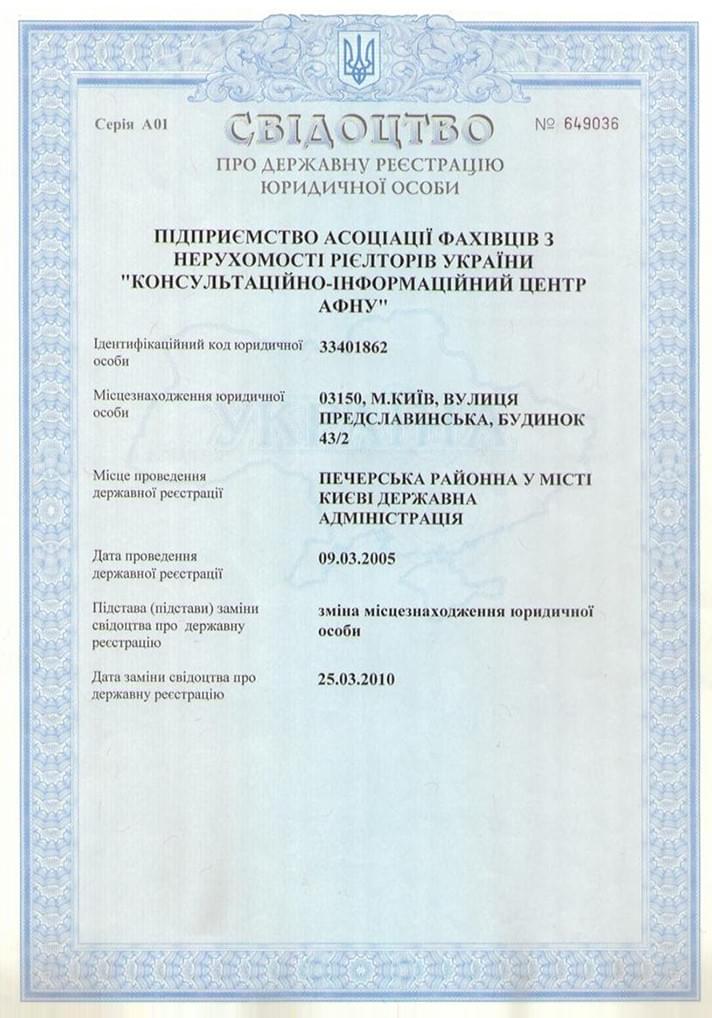 Серія А01
СВІДОЦТВО
№ 649036
ПРО ДЕРЖАВНУ РЕЄСТРАЦІЮ
ЮРИДИЧНОЇ ОСОБИ
ПІДПРИЄМСТВО АСОЦІАЦІЇ ФАХІВЦІВ З
НЕРУХОМОСТІ РІЄЛТОРІВ УКРАЇНИ
"КОНСУЛЬТАЦІЙНО-ІНФОРМАЦІЙНИЙ ЦЕНТР
АФНУ"
Ідентифікаційний код юридичної
особи
33401862
Місцезнаходження юридичної
особи
03150, М.КИЇВ, ВУЛИЦЯ
ПРЕДСЛАВИНСЬКА, БУДИНОК
43/2
УКРАЇНА
Місце проведення
державної реєстрації
ПЕЧЕРСЬКА РАЙОННА У МІСТІ
КИЄВІ ДЕРЖАВНА
АДМІНІСТРАЦІЯ
Дата проведення
державної реєстрації
09.03.2005
Підстава (підстави) заміни
свідоцтва про державну
реєстрацію
зміна місцезнаходження юридичної
особи
Дата заміни свідоцтва про
державну реєстрацію
25.03.2010